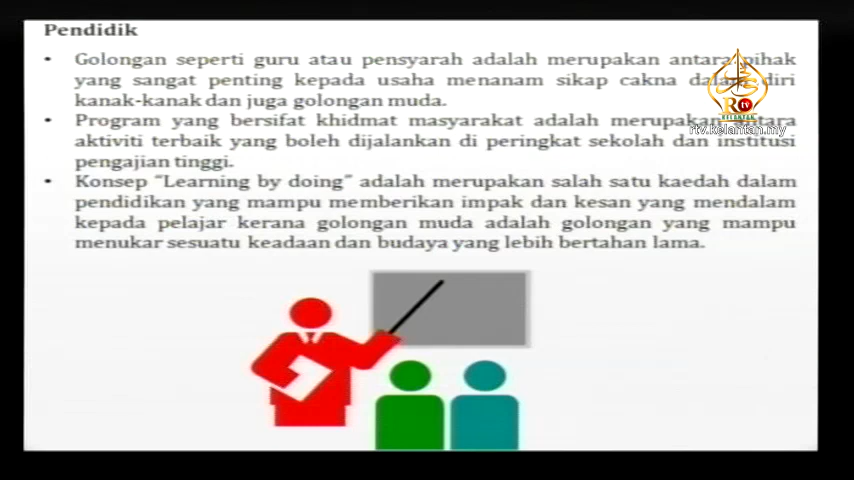 Pendidik
• Golongan seperti guru atau pensyarah adalah merupakan antara pihak
yang sangat penting kepada usaha menanam sikap cakna dalam diri
kanak-kanak dan juga golongan muda.
• Program yang bersifat khidmat masyarakat adalah merupakan antara
aktiviti terbaik yang boleh dijalankan di peringkat sekolah dan institusi
pengajian tinggi.
• Konsep “Learning by doing” adalah merupakan salah satu kaedah dalam
pendidikan yang mampu memberikan impak dan kesan yang mendalam
kepada pelajar kerana golongan muda adalah golongan yang mampu
menukar sesuatu keadaan dan budaya yang lebih bertahan lama.
Rtv
KELANTAN
rtv.kelantan.my